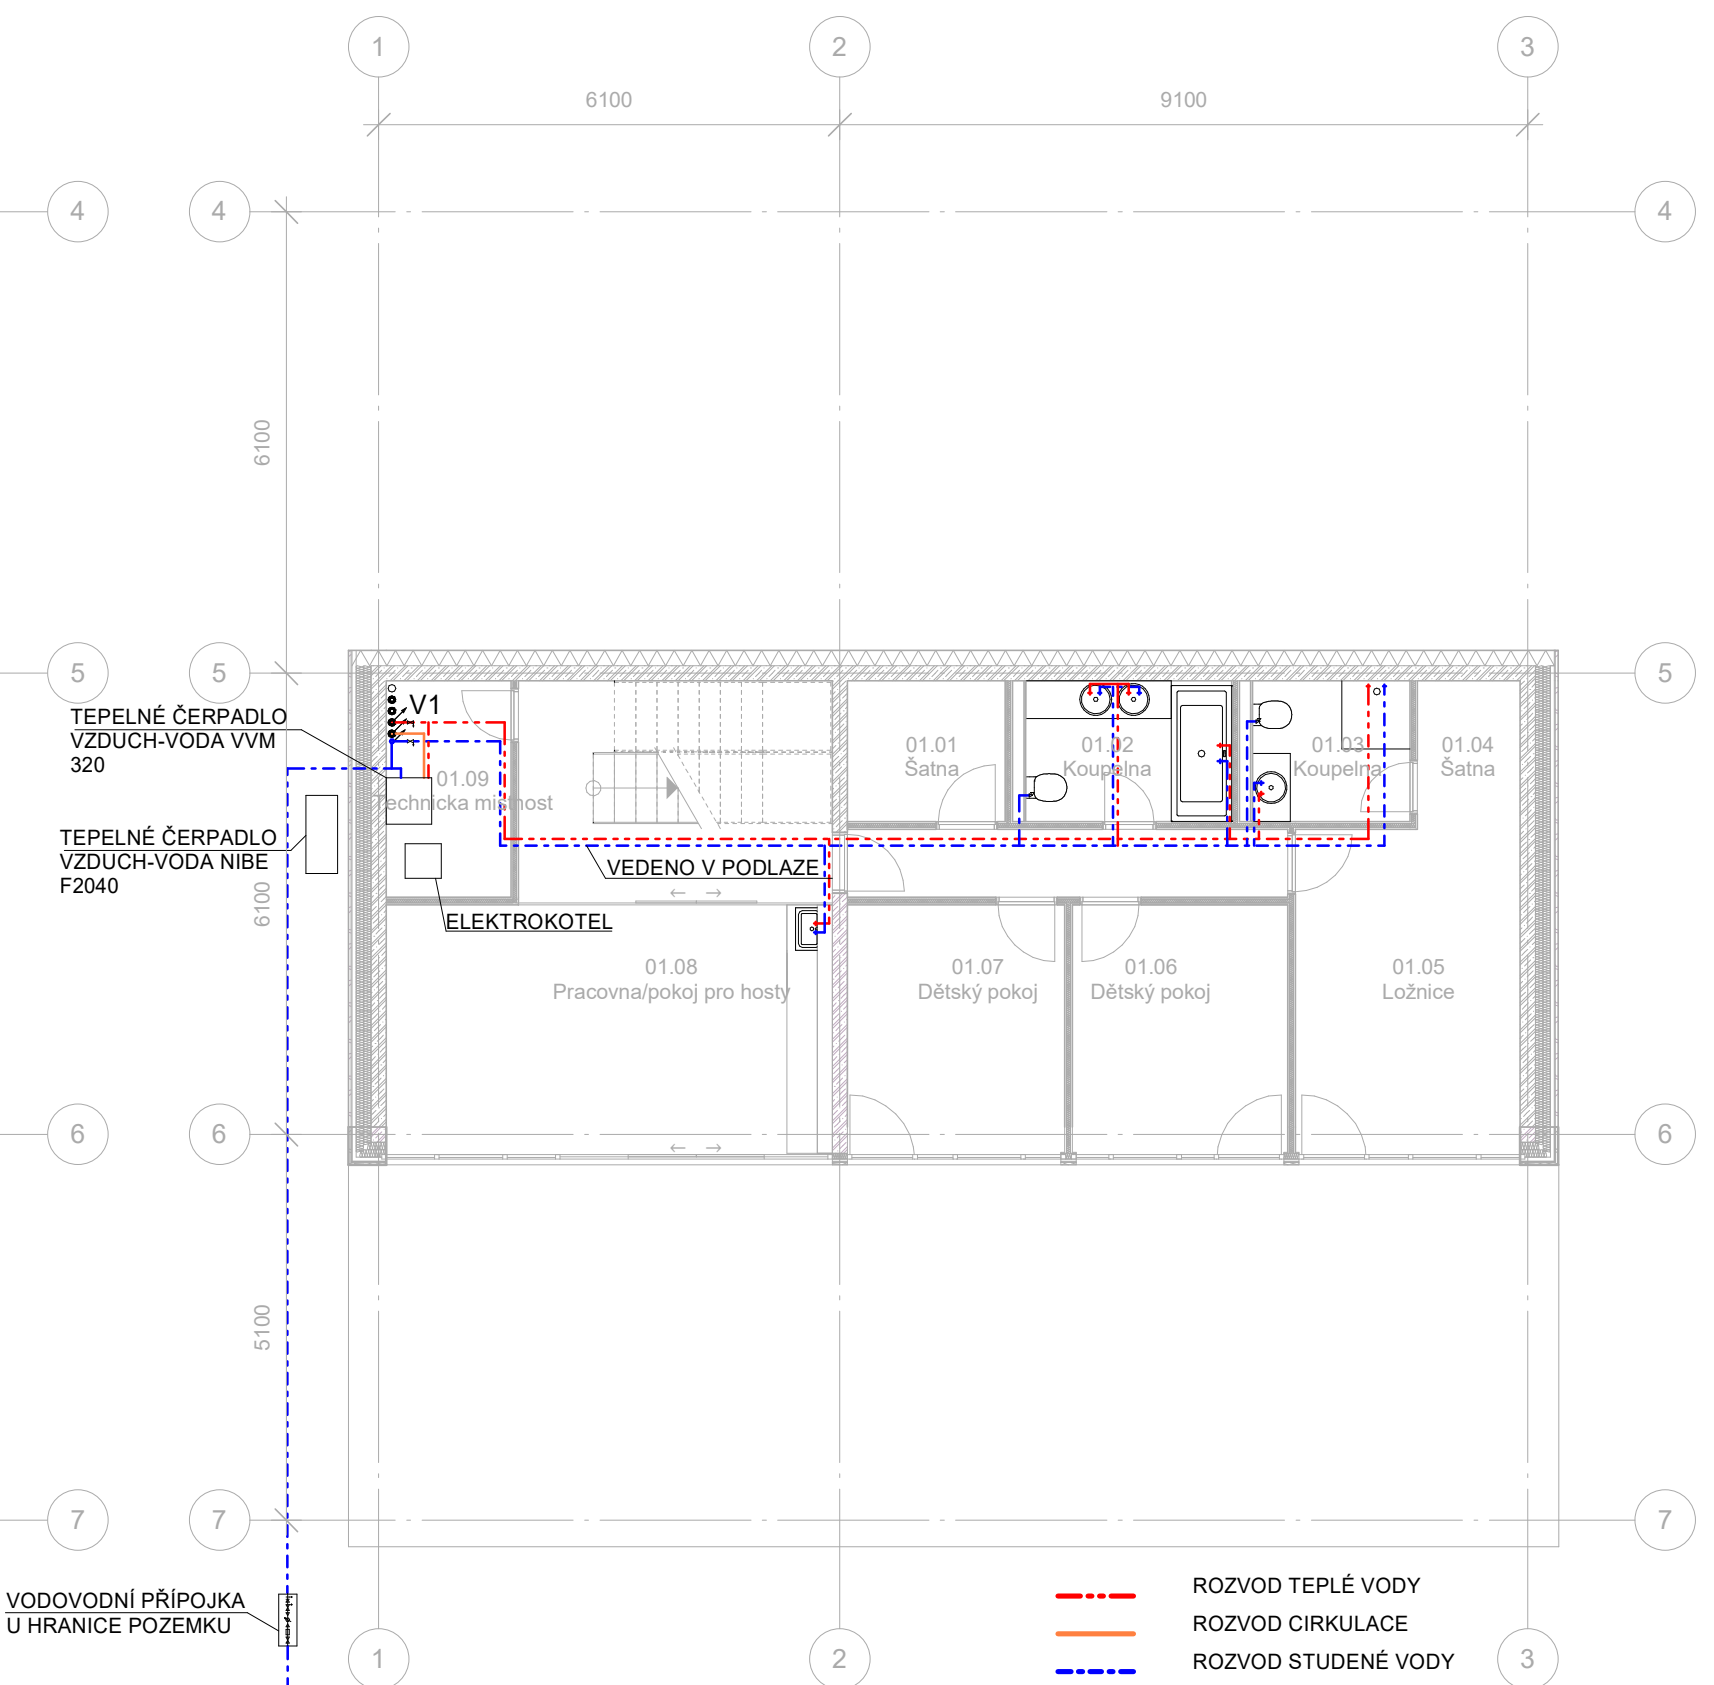 1
2
3
6100
9100
4
4
4
6100
5
5
5
V1
TEPELNÉ ČERPADLO
VZDUCH-VODA VVM
320
01.01
Šatna
01.02
Koupelna
01.03
Koupelna
01.04
Šatna
01.09
echnicka mistnost
TEPELNÉ ČERPADLO
VZDUCH-VODA NIBE
F2040
VEDENO V PODLAZE
6100
ELEKTROKOTEL
01.08
Pracovna/pokoj pro hosty
01.07
Dětský pokoj
01.06
Dětský pokoj
01.05
Ložnice
6
6
6
5100
7
7
7
VODOVODNÍ PŘÍPOJKA
U HRANICE POZEMKU
ROZVOD TEPLÉ VODY
ROZVOD CIRKULACE
ROZVOD STUDENÉ VODY
1
2
3